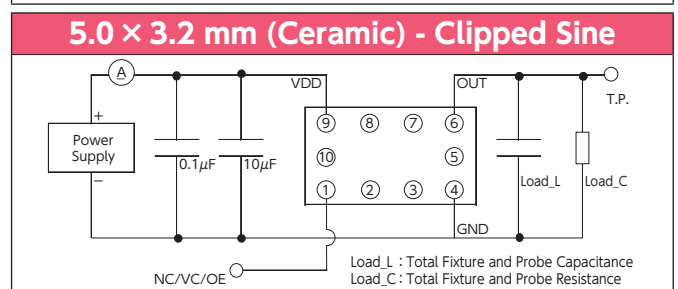 5.0 × 3.2 mm (Ceramic) - Clipped Sine
A
VDD
OUT
T.P.
+
Power
Supply
−
0.1μF
10μF
9
8
7
6
10
5
1
2
3
4
Load_L
Load_C
GND
NC/VC/OE
Load_L : Total Fixture and Probe Capacitance
Load_C : Total Fixture and Probe Resistance